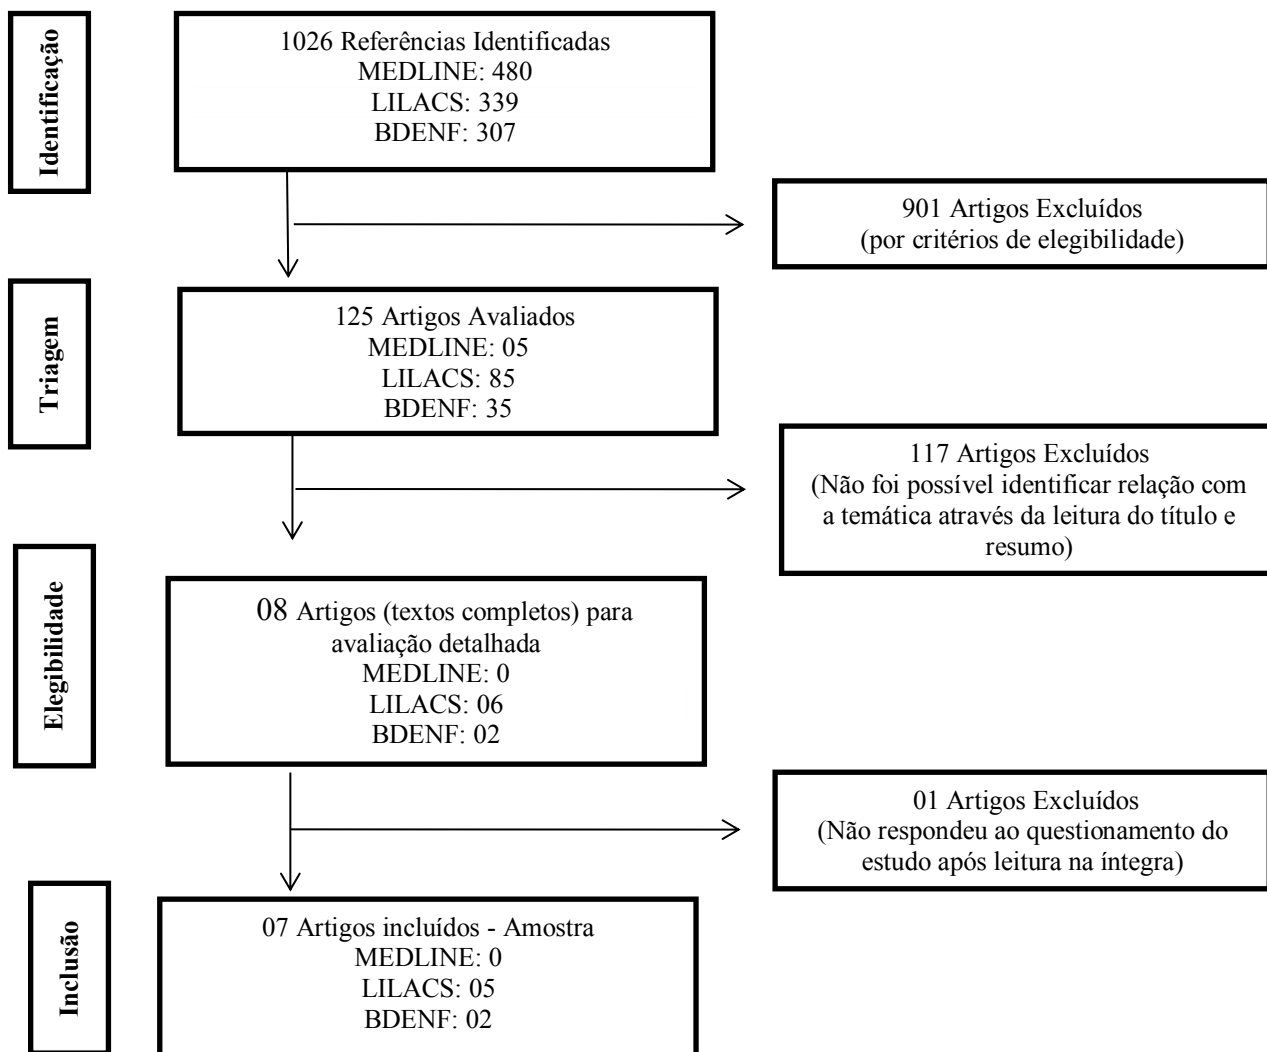 Identificação
1026 Referências Identificadas
MEDLINE: 480
LILACS: 339
BDENF: 307
901 Artigos Excluídos
(por critérios de elegibilidade)
Triagem
125 Artigos Avaliados
MEDLINE: 05
LILACS: 85
BDENF: 35
117 Artigos Excluídos
(Não foi possível identificar relação com
a temática através da leitura do título e
resumo)
Elegibilidade
08 Artigos (textos completos) para
avaliação detalhada
MEDLINE: 0
LILACS: 06
BDENF: 02
01 Artigos Excluídos
(Não respondeu ao questionamento do
estudo após leitura na íntegra)
Inclusão
07 Artigos incluídos - Amostra
MEDLINE: 0
LILACS: 05
BDENF: 02